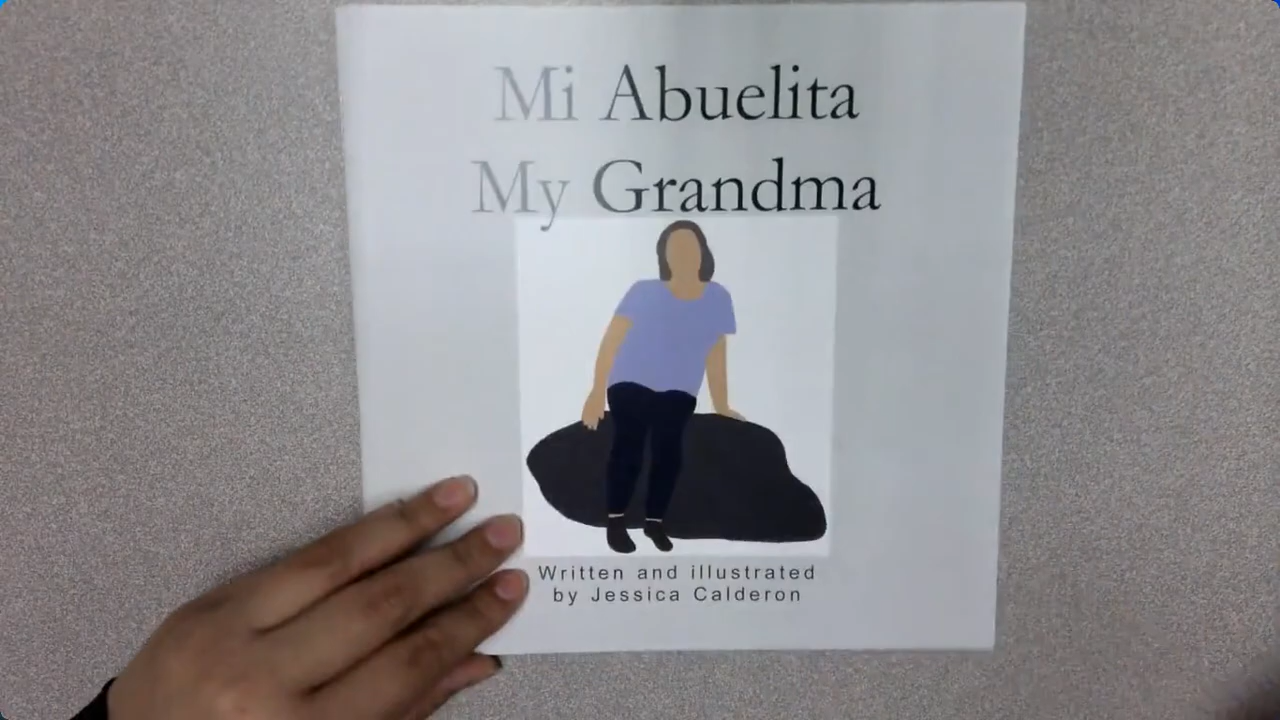 Mi Abuelita
My Grandma
Written and illustrated
by Jessica Calderon